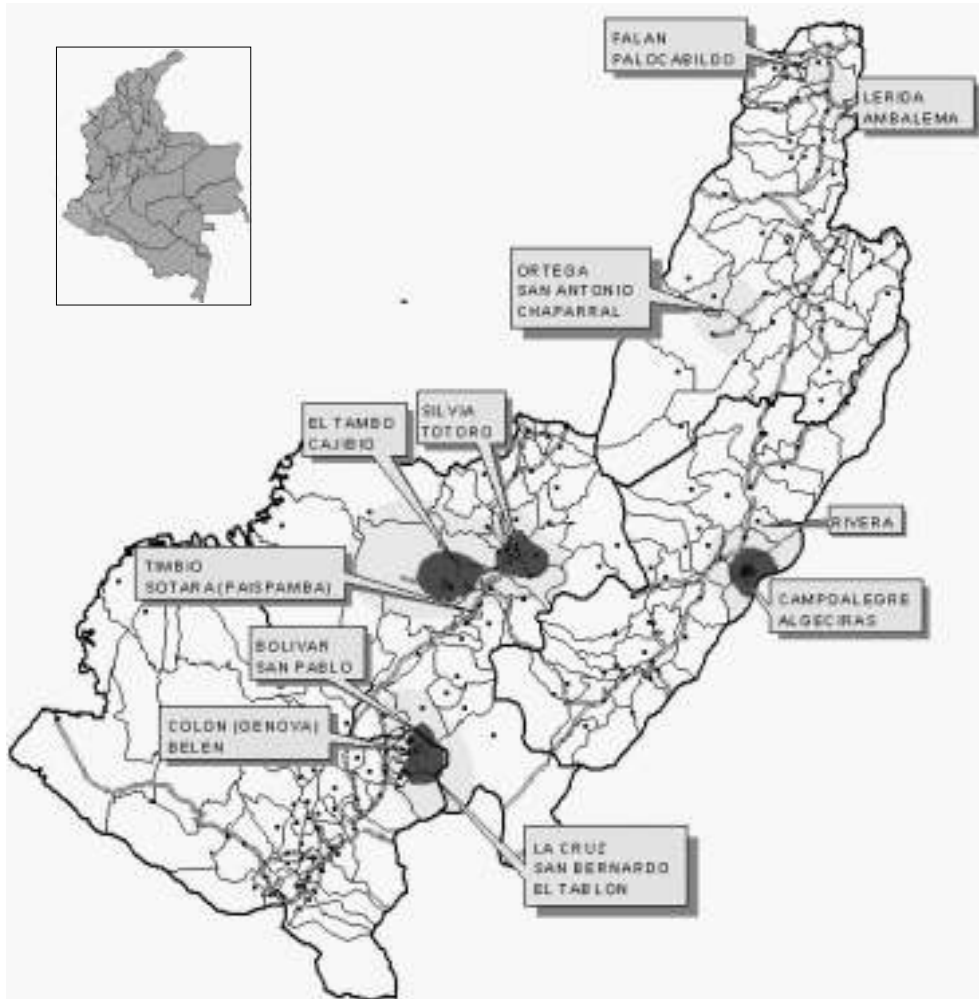 FALAN
PALOCABILDO
LERIDA
AMBALEMA
ORTEGA
SAN ANTONIO
CHAPARRAL
EL TAMBO
CAJIBIO
SILVIA
TOTORO
RIVERA
TIMBIO
SOTARA (PAISPAMBA)
CAMPOALEGRE
ALGECIRAS
BOLIVAR
SAN PABLO
COLON (GENOVA)
BELEN
LA CRUZ
SAN BERNARDO
EL TABLON